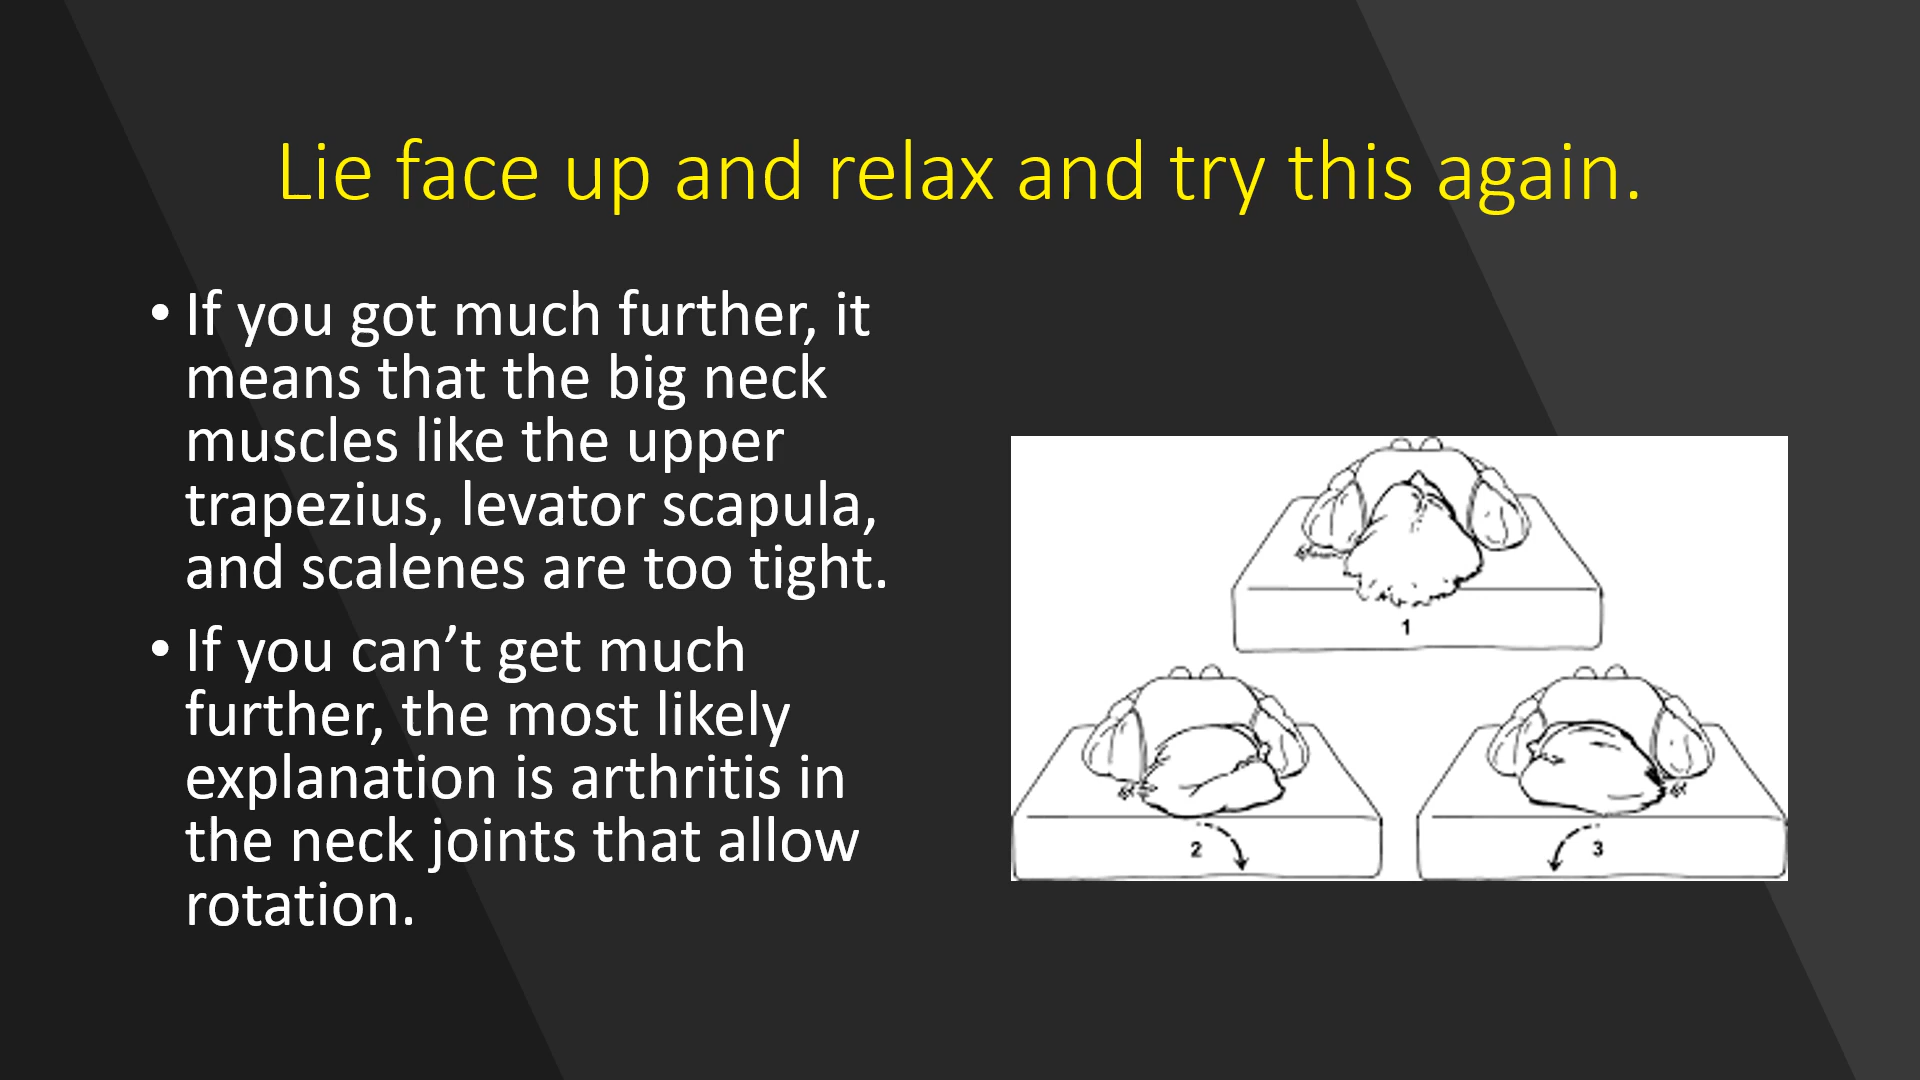 Lie face up and relax and try this again.
• If you got much further, it
means that the big neck
muscles like the upper
trapezius, levator scapula,
and scalenes are too tight.
• If you can’t get much
further, the most likely
explanation is arthritis in
the neck joints that allow
rotation.
1
2
3